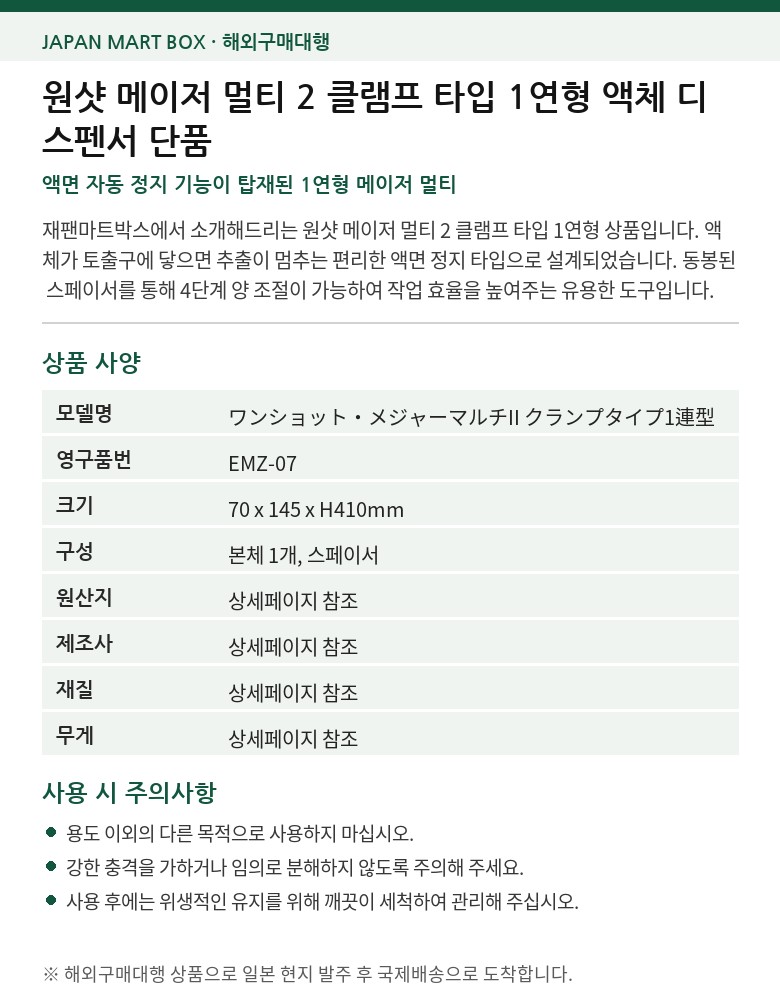 JAPAN MART BOX · 해외구매대행
원샷 메이저 멀티 2 클램프 타입 1연형 액체 디
스펜서 단품
액면 자동 정지 기능이 탑재된 1연형 메이저 멀티
재팬마트박스에서 소개해드리는 원샷 메이저 멀티 2 클램프 타입 1연형 상품입니다. 액
체가 토출구에 닿으면 추출이 멈추는 편리한 액면 정지 타입으로 설계되었습니다. 동봉된
스페이서를 통해 4단계 양 조절이 가능하여 작업 효율을 높여주는 유용한 도구입니다.
상품 사양
모델명 ワンショット・メジャーマルチII クランプタイプ1連型
영구품번 EMZ-07
크기 70 x 145 x H410mm
구성 본체 1개, 스페이서
원산지 상세페이지 참조
제조사 상세페이지 참조
재질 상세페이지 참조
무게 상세페이지 참조
사용 시 주의사항
● 용도 이외의 다른 목적으로 사용하지 마십시오.
● 강한 충격을 가하거나 임의로 분해하지 않도록 주의해 주세요.
● 사용 후에는 위생적인 유지를 위해 깨끗이 세척하여 관리해 주십시오.
※ 해외구매대행 상품으로 일본 현지 발주 후 국제배송으로 도착합니다.